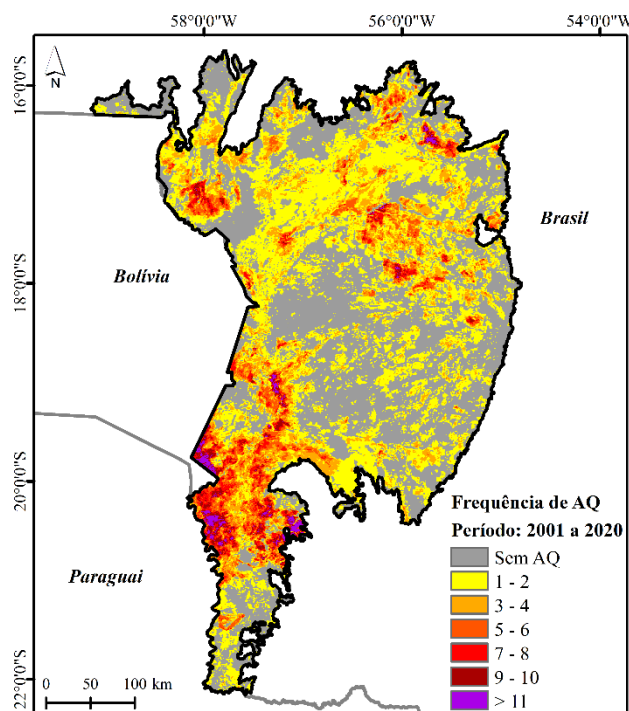 58°0'0"W 56°0'0"W 54°0'0"W
N
16°0'0"S
Brasil
Bolívia
18°0'0"S
20°0'0"S
Frequência de AQ
Período: 2001 a 2020
Sem AQ
1 - 2
Paraguai
3 - 4
5 - 6
7 - 8
22°0'0"S
0 50 100 km
9 - 10
> 11